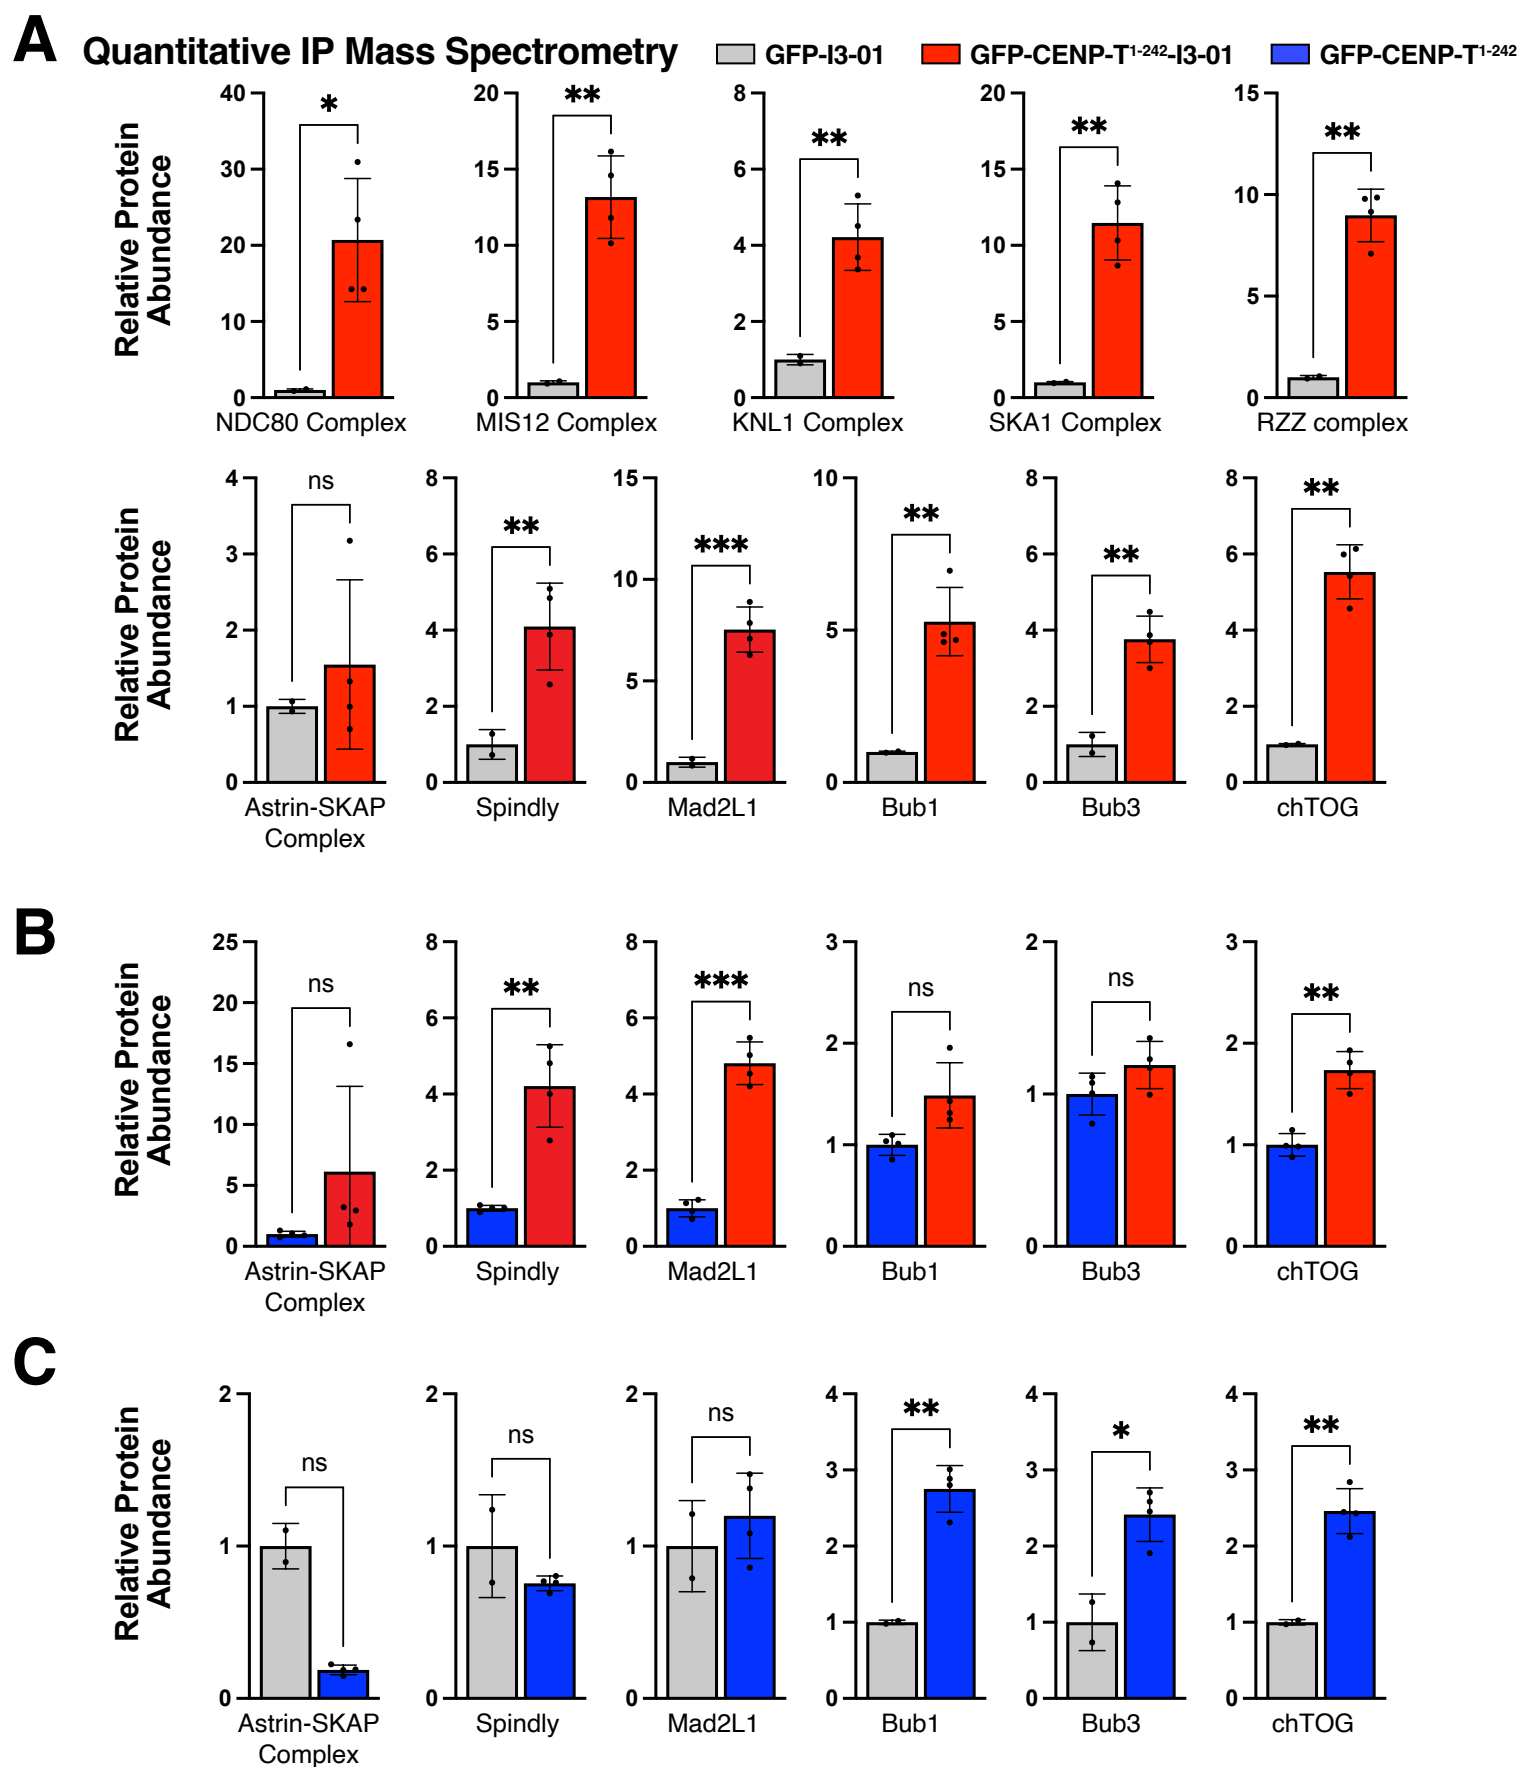 A Quantitative IP Mass Spectrometry GFP-I3-01 GFP-CENP-T¹⁻²⁴²-I3-01 GFP-CENP-T¹⁻²⁴²
Relative Protein
Abundance
40
30
20
10
0
*
NDC80 Complex
20
15
10
5
0
**
MIS12 Complex
8
6
4
2
0
**
KNL1 Complex
20
15
10
5
0
**
SKA1 Complex
15
10
5
0
**
RZZ complex
Relative Protein
Abundance
4
3
2
1
0
ns
Astrin-SKAP
Complex
8
6
4
2
0
**
Spindly
15
10
5
0
***
Mad2L1
10
5
0
**
Bub1
8
6
4
2
0
**
Bub3
8
6
4
2
0
**
chTOG
B
Relative Protein
Abundance
25
20
15
10
5
0
ns
Astrin-SKAP
Complex
8
6
4
2
0
**
Spindly
8
6
4
2
0
***
Mad2L1
3
2
1
0
ns
Bub1
2
1
0
ns
Bub3
3
2
1
0
**
chTOG
C
Relative Protein
Abundance
2
1
0
ns
Astrin-SKAP
Complex
2
1
0
ns
Spindly
2
1
0
ns
Mad2L1
4
3
2
1
0
**
Bub1
4
3
2
1
0
*
Bub3
4
3
2
1
0
**
chTOG